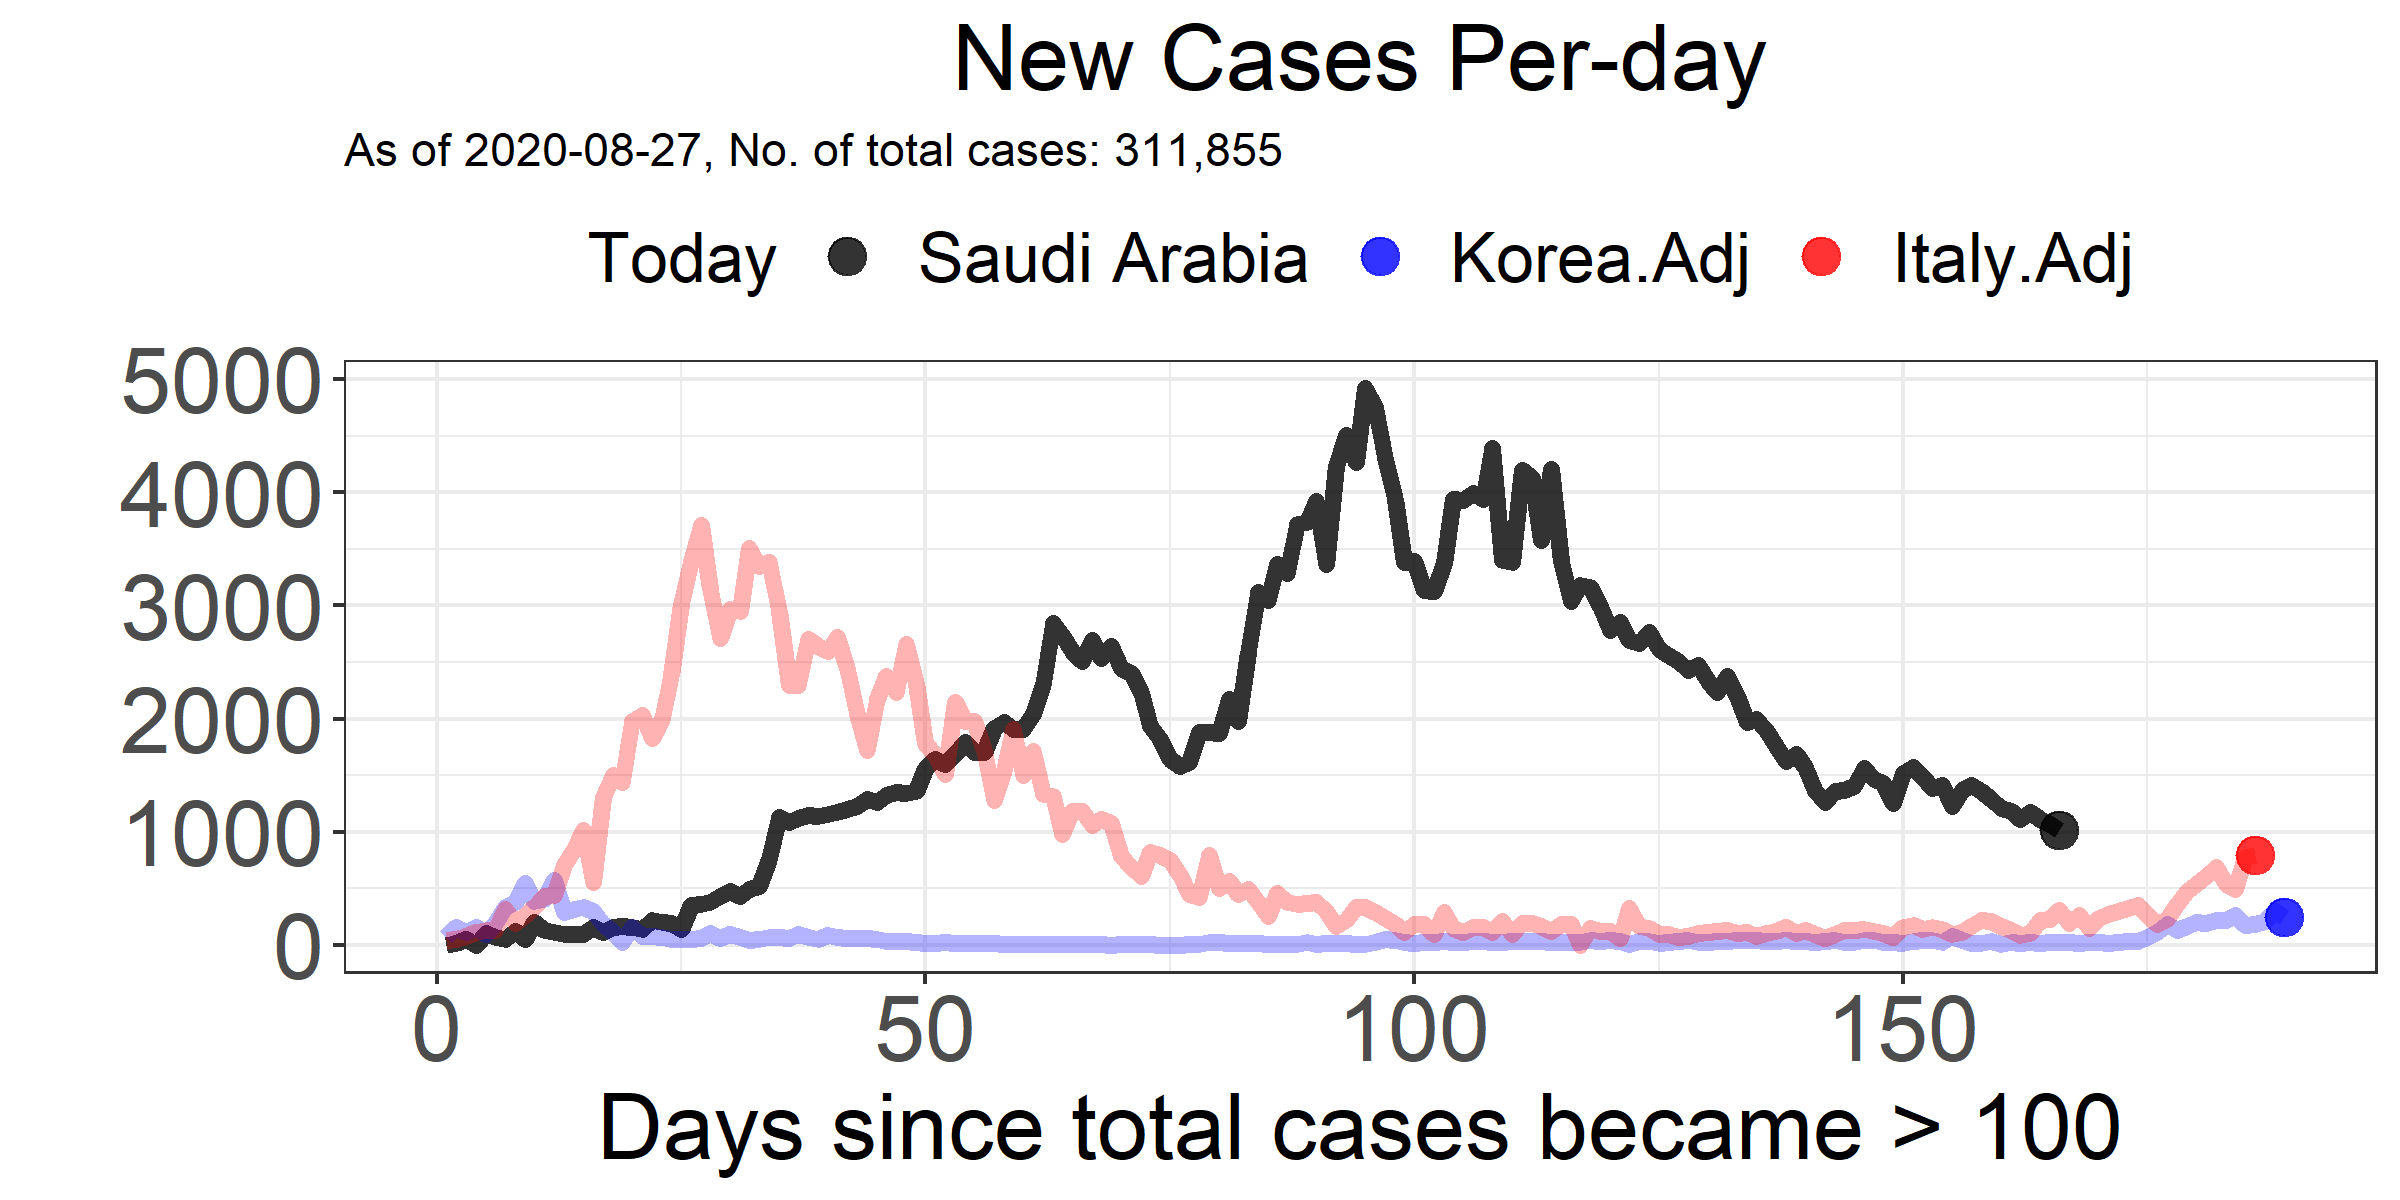 New Cases Per-day
As of 2020-08-27, No. of total cases: 311,855
Today Saudi Arabia Korea.Adj Italy.Adj
5000
4000
3000
2000
1000
0
0 50 100 150
Days since total cases became > 100